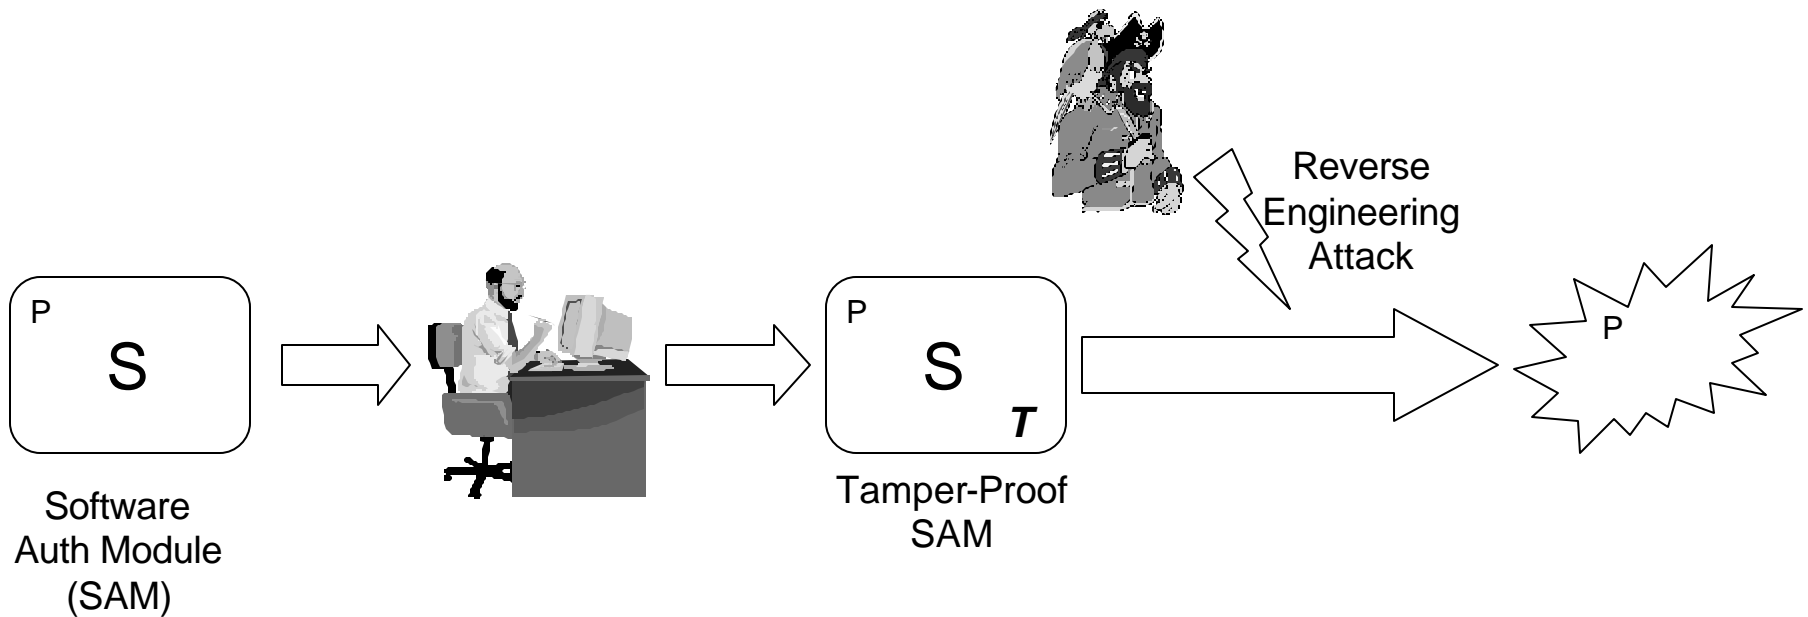 P
S
Software
Auth Module
(SAM)
P
S
T
Tamper-Proof
SAM
Reverse
Engineering
Attack
P